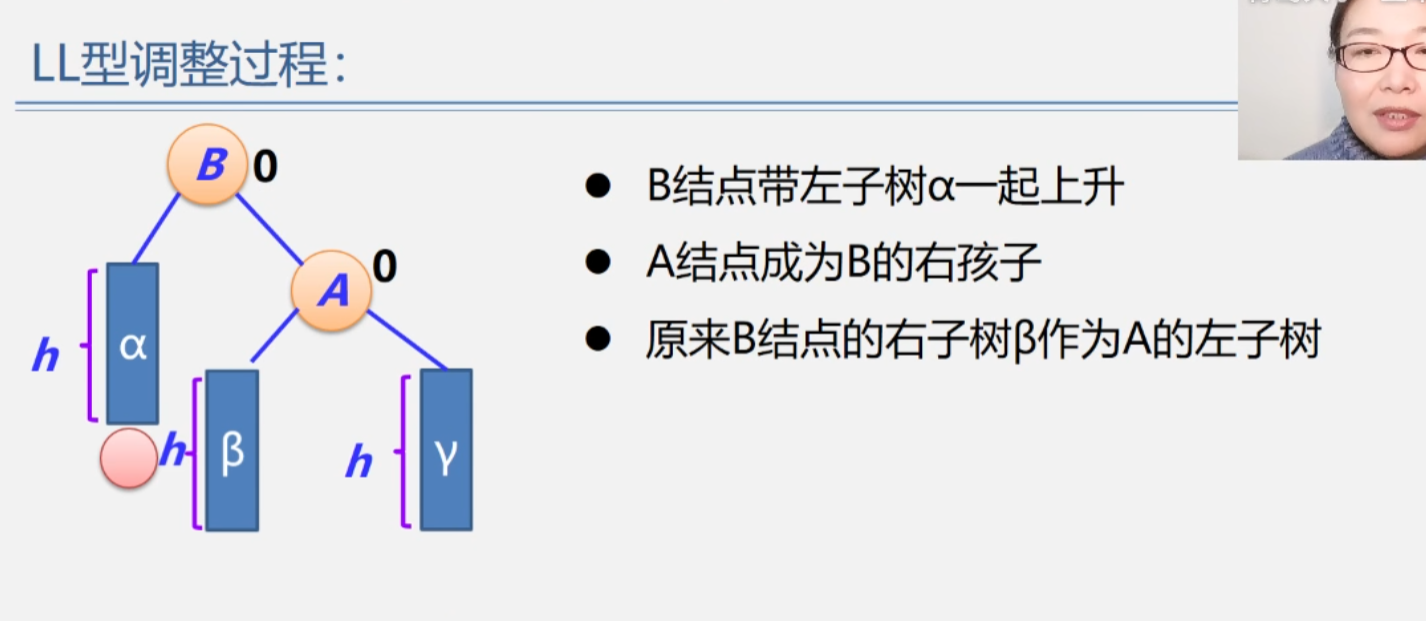 LL型调整过程：
B 0
A 0
h α
h β
h γ
● B结点带左子树α一起上升
● A结点成为B的右孩子
● 原来B结点的右子树β作为A的左子树